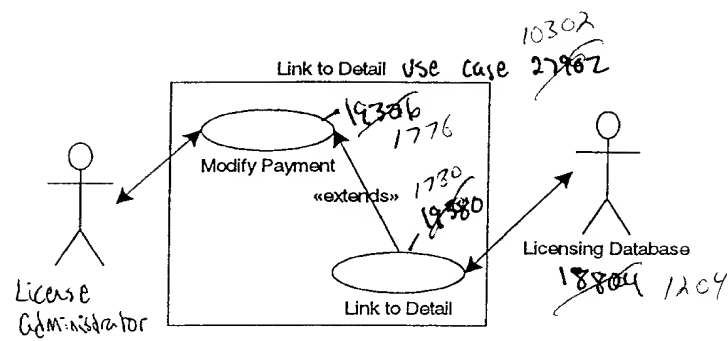 10302
Link to Detail use case 27902
19306
1776
Modify Payment
«extends»
1730
19380
Licensing Database
18804 1204
License
Administrator
Link to Detail